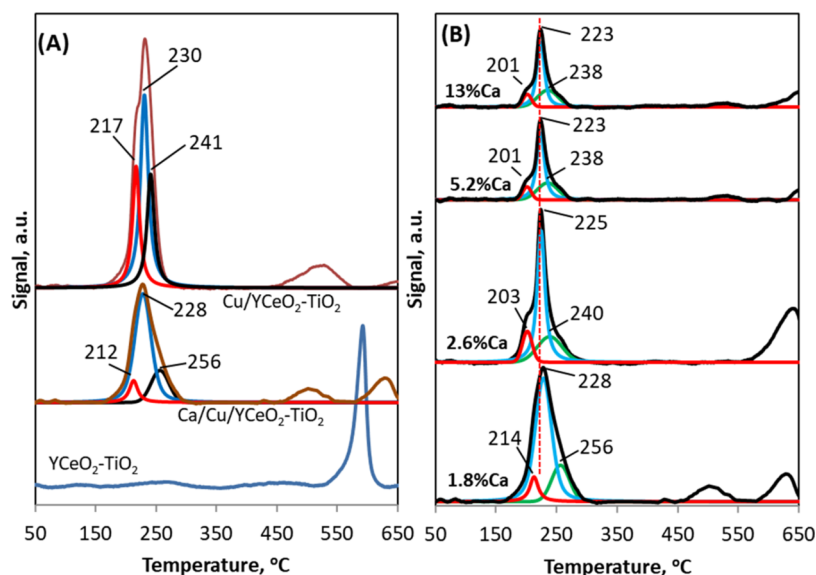 (A)
230
217
241
Cu/YCeO₂-TiO₂
228
212
256
Ca/Cu/YCeO₂-TiO₂
YCeO₂-TiO₂
Signal, a.u.
50 150 250 350 450 550 650
Temperature, °C
(B)
223
201
238
13%Ca
223
201
238
5.2%Ca
225
203
240
2.6%Ca
228
214
256
1.8%Ca
Signal, a.u.
50 150 250 350 450 550 650
Temperature, °C